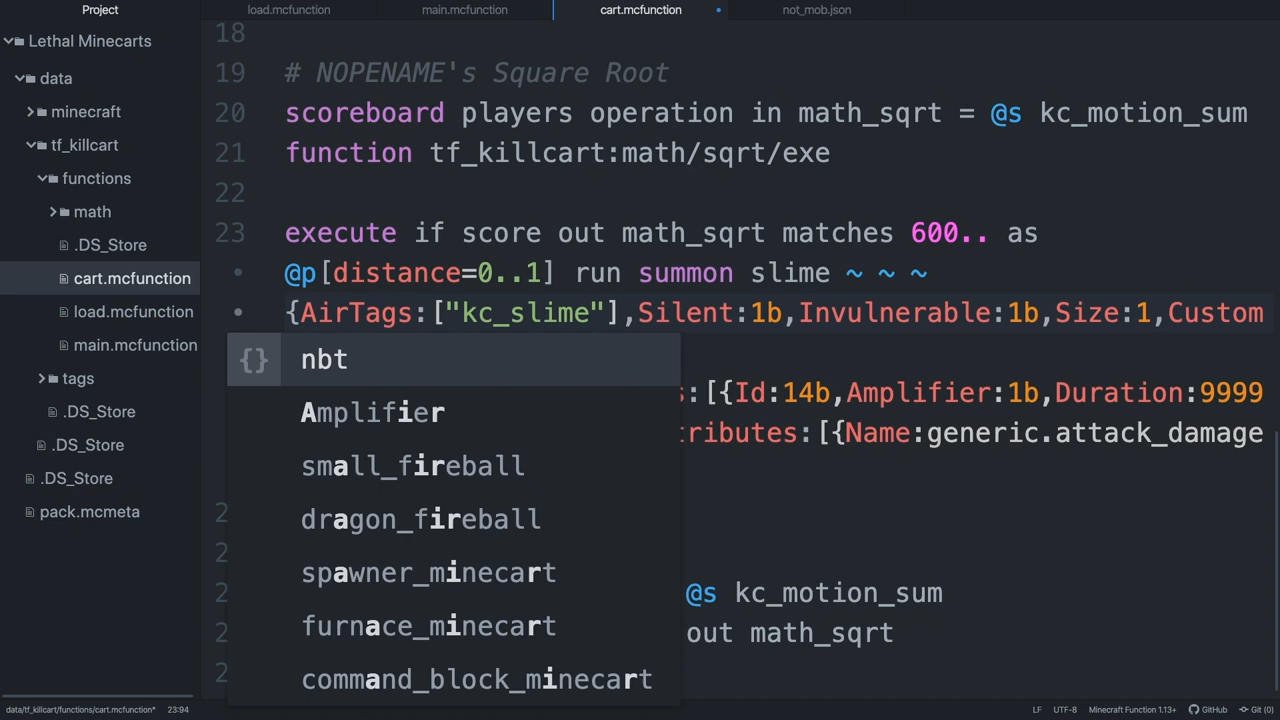 Project
load.mcfunction
main.mcfunction
cart.mcfunction
not_mob.json
Lethal Minecarts
data
minecraft
tf_killcart
functions
math
.DS_Store
cart.mcfunction
load.mcfunction
main.mcfunction
tags
.DS_Store
.DS_Store
.DS_Store
pack.mcmeta
18
19 # NOPENAME's Square Root
20 scoreboard players operation in math_sqrt = @s kc_motion_sum
21 function tf_killcart:math/sqrt/exe
22
23 execute if score out math_sqrt matches 600.. as
@p[distance=0..1] run summon slime ~ ~ ~
{AirTags:["kc_slime"],Silent:1b,Invulnerable:1b,Size:1,Custom
:[{Id:14b,Amplifier:1b,Duration:9999
ributes:[{Name:generic.attack_damage
@s kc_motion_sum
out math_sqrt
{} nbt
Amplifier
small_fireball
dragon_fireball
spawner_minecart
furnace_minecart
command_block_minecart
data/tf_killcart/functions/cart.mcfunction* 23:94
LF UTF-8 Minecraft Function 1.13+ GitHub Git (0)